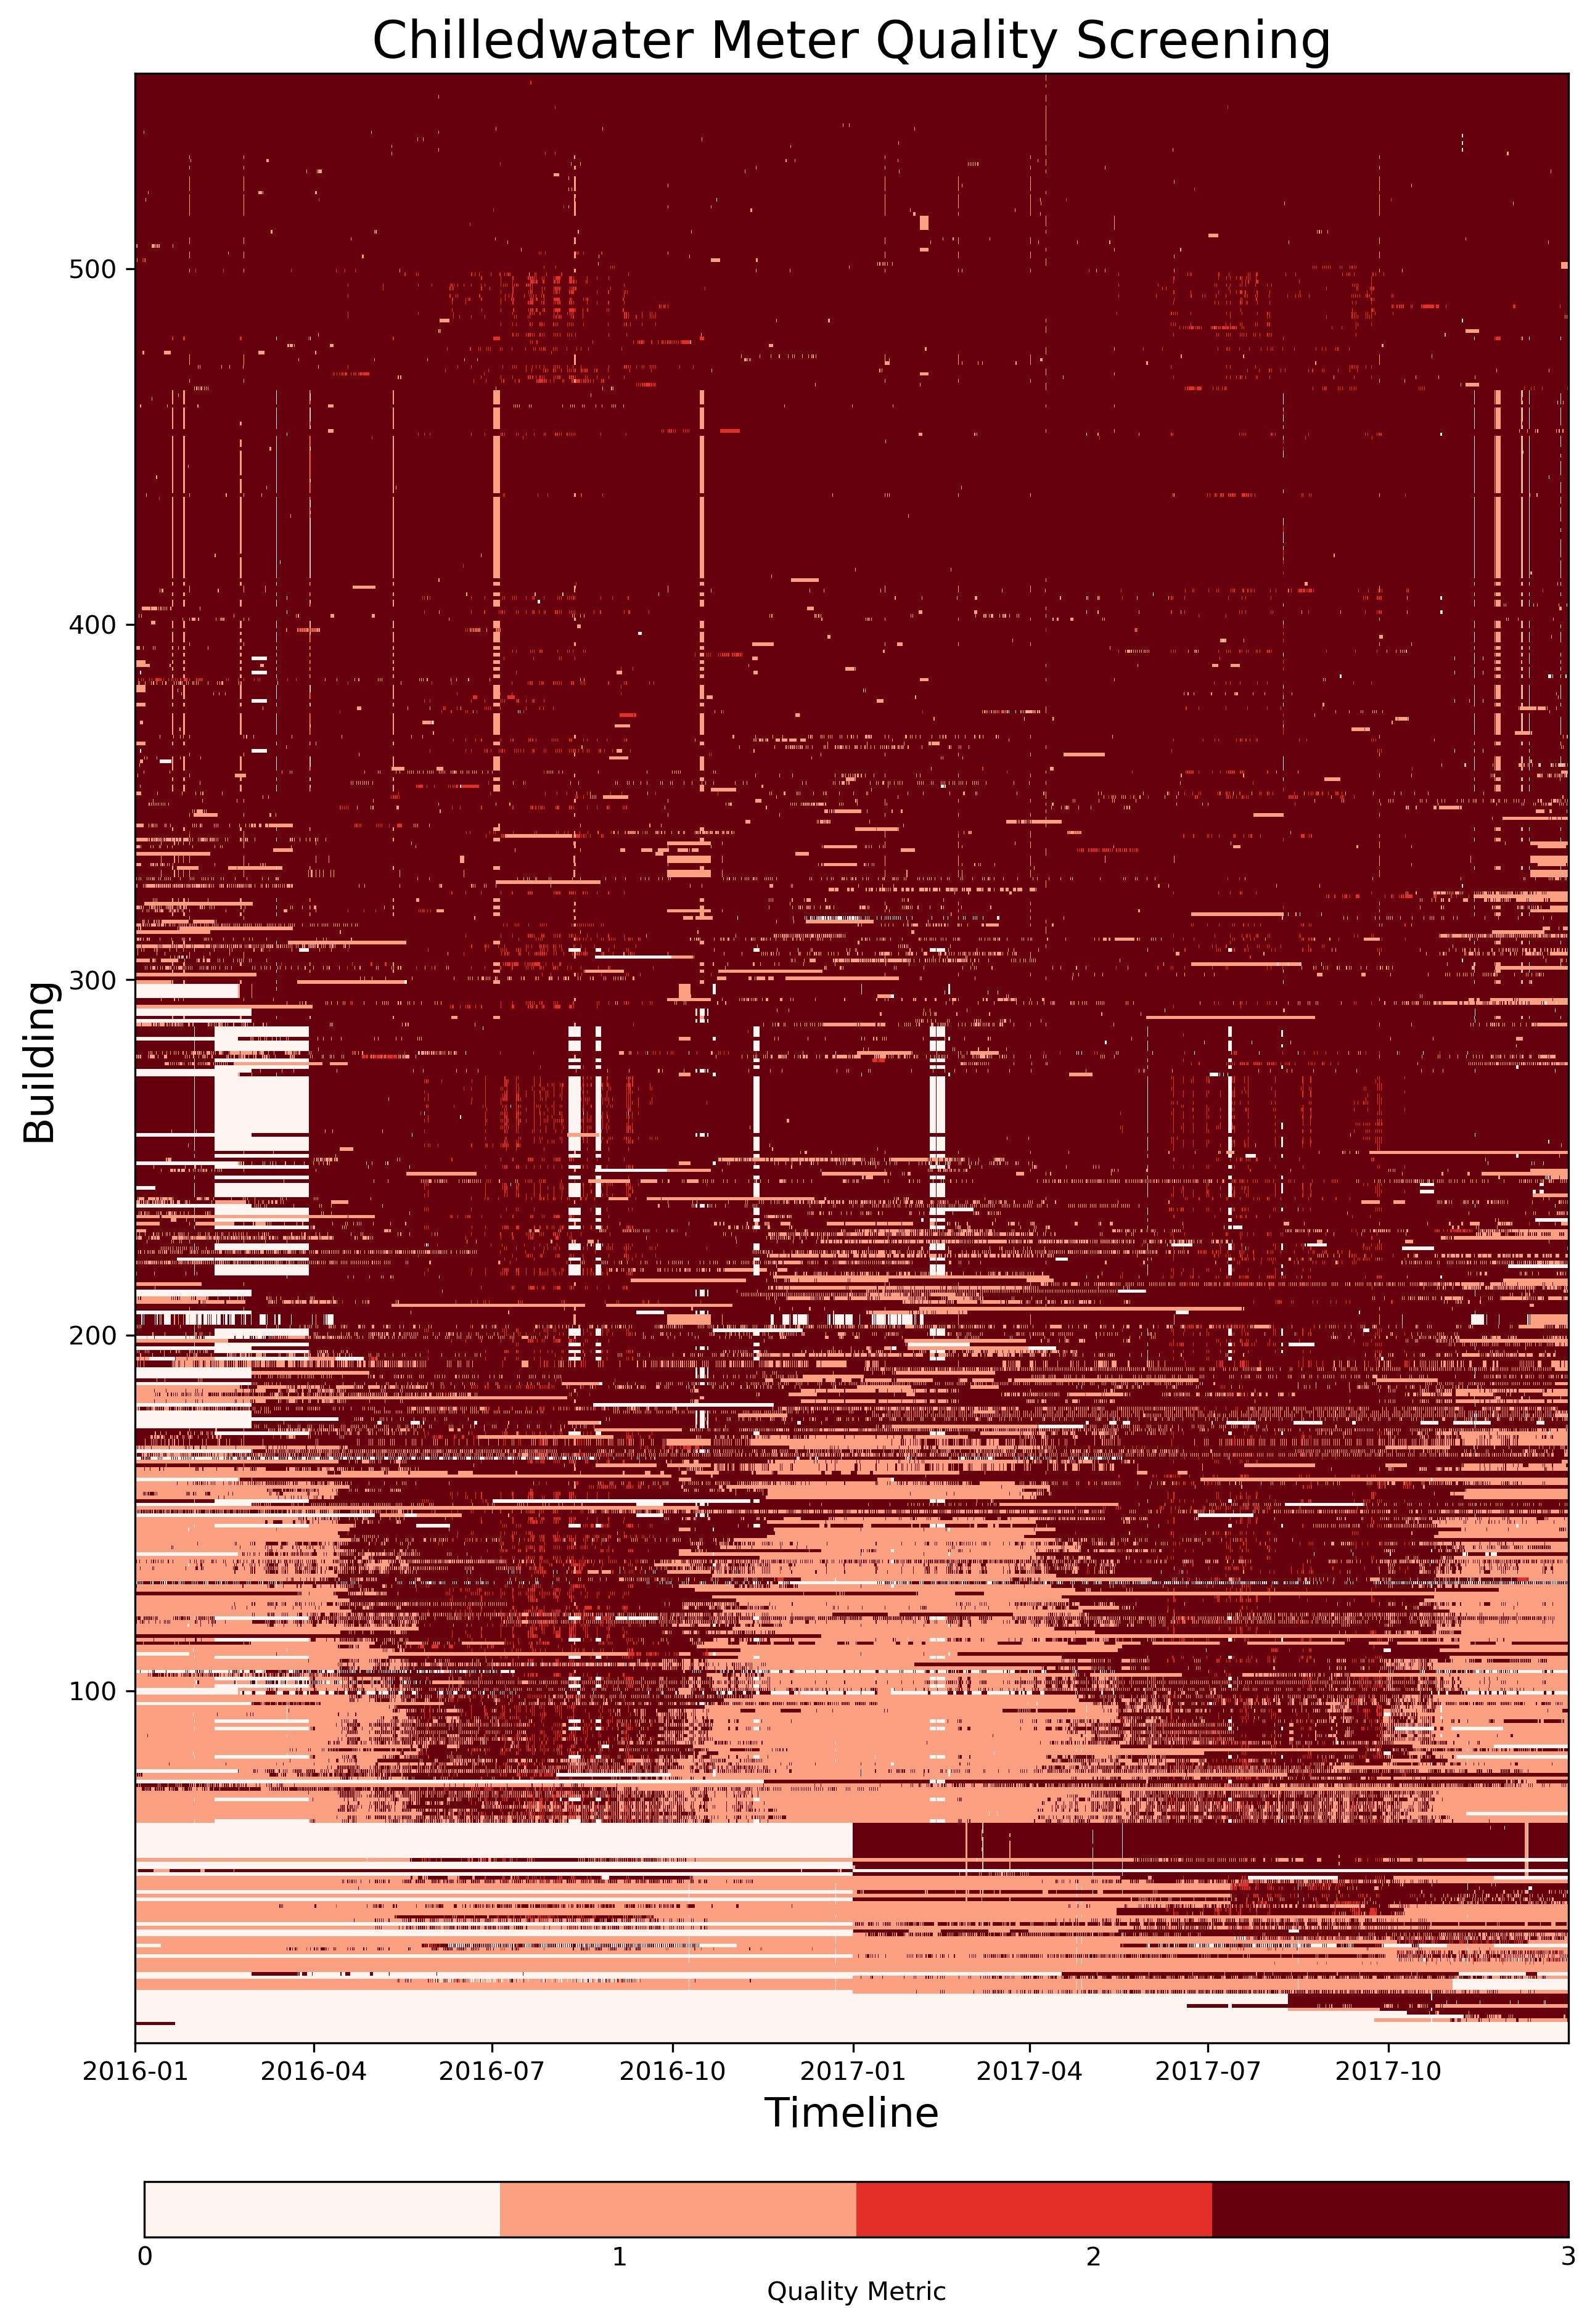 Chilledwater Meter Quality Screening
500
400
300
200
100
Building
2016-01 2016-04 2016-07 2016-10 2017-01 2017-04 2017-07 2017-10
Timeline
0 1 2 3
Quality Metric